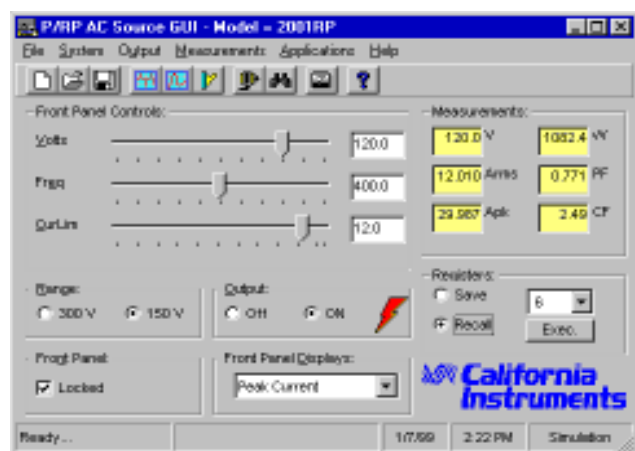 P/RP AC Source GUI - Model = 2001RP
File System Output Measurements Applications Help
Front Panel Controls:
Volts 120.0
Freq 400.0
CurLim 12.0
Measurements:
120.0 V 1082.4 W
12.010 Arms 0.771 PF
29.987 Apk 2.49 CF
Range:
300 V 150 V
Output:
Off ON
Registers:
Save 6
Recall Exec.
Front Panel:
Locked
Front Panel Displays:
Peak Current
California
Instruments
Ready... 1/7/99 2:22 PM Simulation